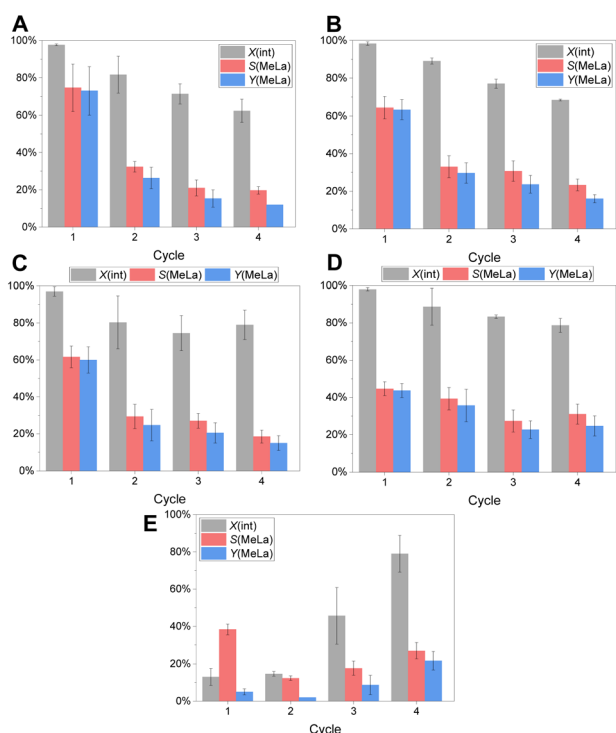 A
100%
80%
60%
40%
20%
0%
X(int)
S(MeLa)
Y(MeLa)
1 2 3 4
Cycle
B
100%
80%
60%
40%
20%
0%
X(int)
S(MeLa)
Y(MeLa)
1 2 3 4
Cycle
C
X(int) S(MeLa) Y(MeLa)
100%
80%
60%
40%
20%
0%
1 2 3 4
Cycle
D
X(int) S(MeLa) Y(MeLa)
100%
80%
60%
40%
20%
0%
1 2 3 4
Cycle
E
100%
80%
60%
40%
20%
0%
X(int)
S(MeLa)
Y(MeLa)
1 2 3 4
Cycle